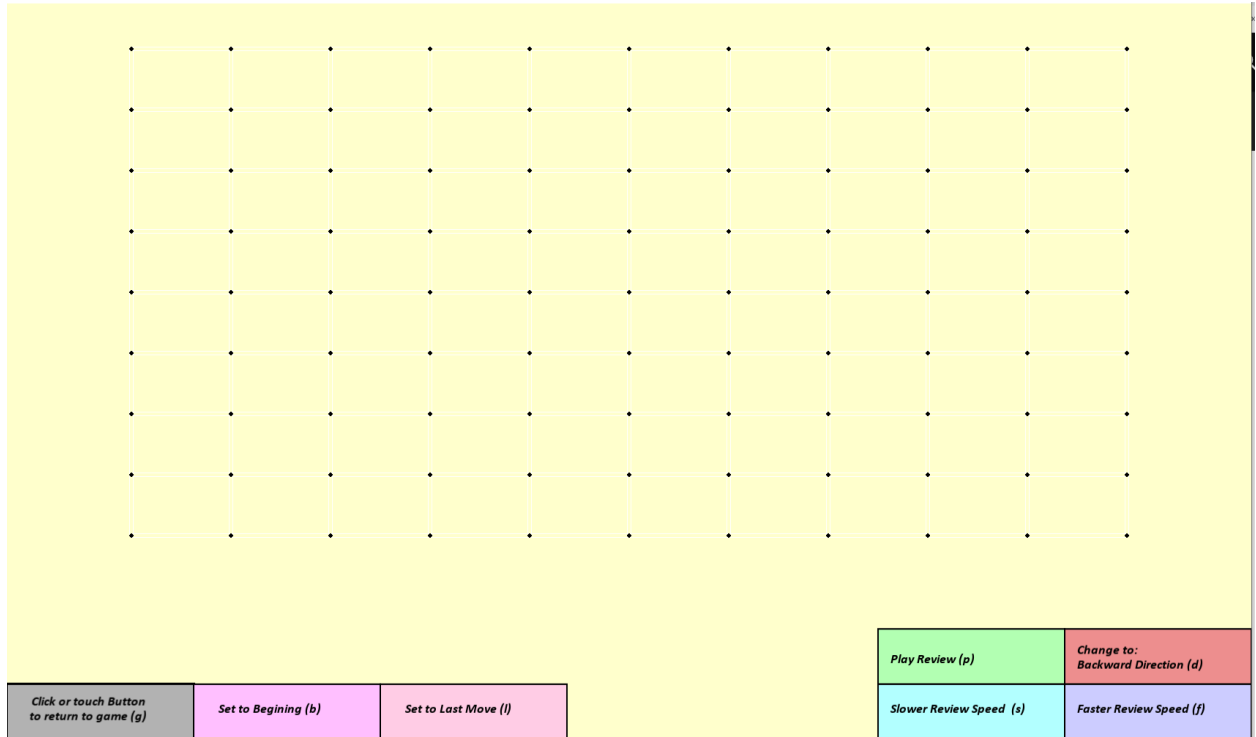 Play Review (p)
Change to:
Backward Direction (d)
Click or touch Button
to return to game (g)
Set to Begining (b)
Set to Last Move (l)
Slower Review Speed  (s)
Faster Review Speed (f)